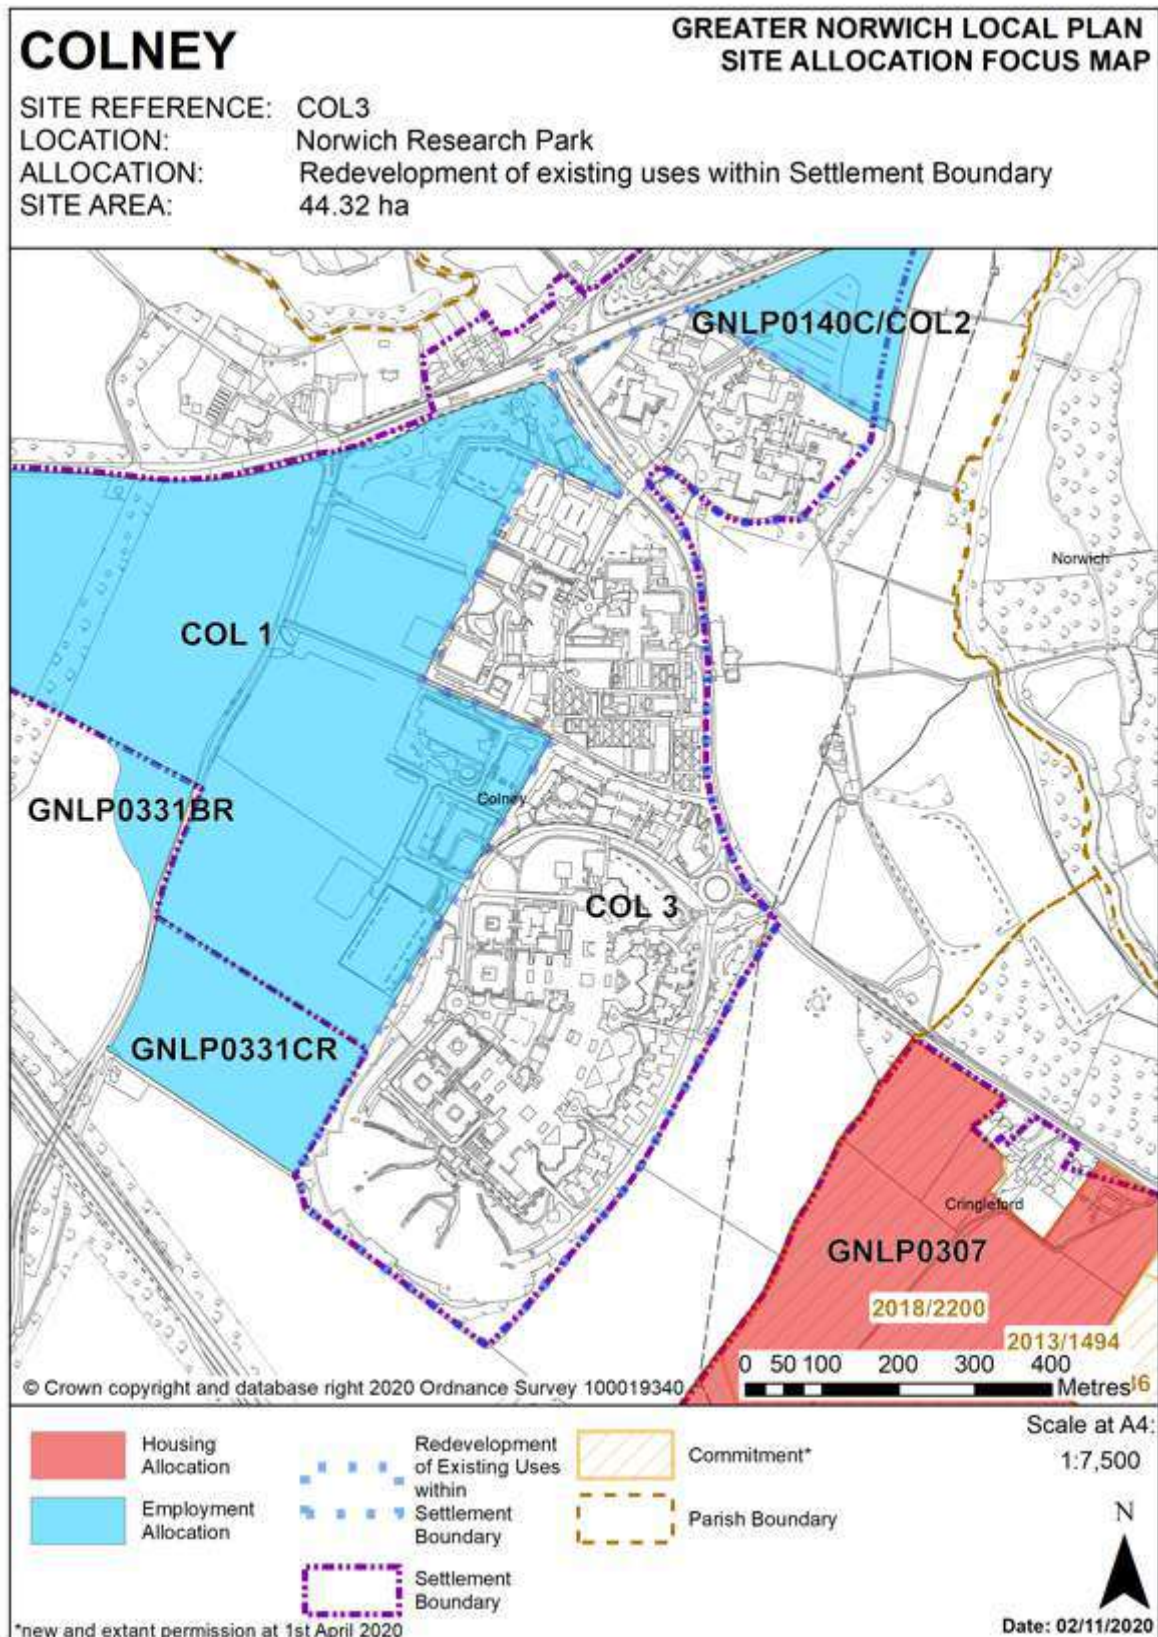 COLNEY
GREATER NORWICH LOCAL PLAN
SITE ALLOCATION FOCUS MAP
SITE REFERENCE: COL3
LOCATION: Norwich Research Park
ALLOCATION: Redevelopment of existing uses within Settlement Boundary
SITE AREA: 44.32 ha
GNLP0140C/COL2
Norwich
COL 1
GNLP0331BR
Colney
COL 3
GNLP0331CR
Cringleford
GNLP0307
2018/2200
2013/1494
0 50 100 200 300 400
Metres
© Crown copyright and database right 2020 Ordnance Survey 100019340
Housing
Allocation
Employment
Allocation
Redevelopment
of Existing Uses
within
Settlement
Boundary
Settlement
Boundary
Commitment*
Parish Boundary
Scale at A4:
1:7,500
N
*new and extant permission at 1st April 2020
Date: 02/11/2020